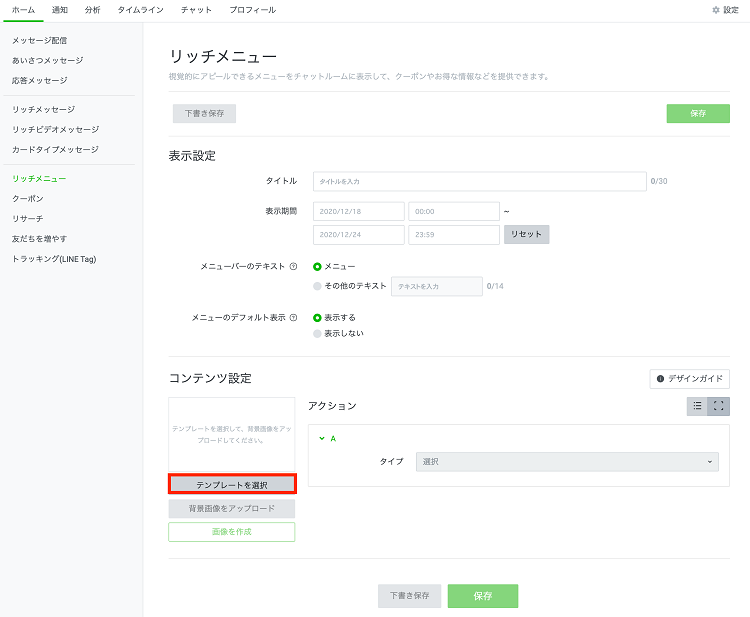 ホーム 通知 分析 タイムライン チャット プロフィール 設定
メッセージ配信
あいさつメッセージ
応答メッセージ
リッチメッセージ
リッチビデオメッセージ
カードタイプメッセージ
リッチメニュー
クーポン
リサーチ
友だちを増やす
トラッキング(LINE Tag)
リッチメニュー
視覚的にアピールできるメニューをチャットルームに表示して、クーポンやお得な情報などを提供できます。
下書き保存 保存
表示設定
タイトル タイトルを入力 0/30
表示期間 2020/12/18 00:00 ~
2020/12/24 23:59 リセット
メニューバーのテキスト ? メニュー
その他のテキスト テキストを入力 0/14
メニューのデフォルト表示 ? 表示する
表示しない
コンテンツ設定 デザインガイド
テンプレートを選択して、背景画像をアッ
プロードしてください。
テンプレートを選択
背景画像をアップロード
画像を作成
アクション
A
タイプ 選択
下書き保存 保存